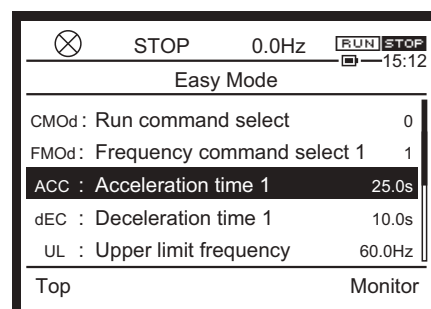 STOP 0.0Hz RUN STOP
15:12
Easy Mode
CMOd : Run command select 0
FMOd : Frequency command select 1 1
ACC : Acceleration time 1 25.0s
dEC : Deceleration time 1 10.0s
UL : Upper limit frequency 60.0Hz
Top Monitor